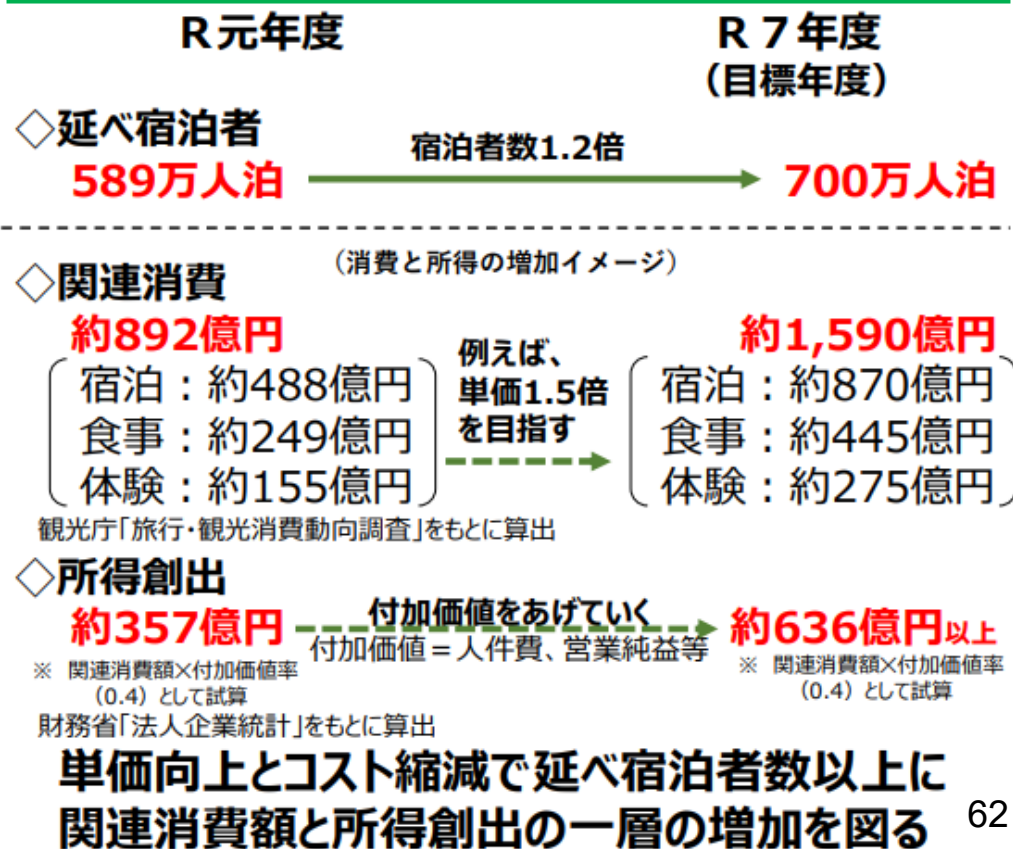 R元年度
R７年度
（目標年度）
◇延べ宿泊者
宿泊者数1.2倍
589万人泊
700万人泊
（消費と所得の増加イメージ）
◇関連消費
約892億円
宿泊：約488億円
食事：約249億円
体験：約155億円
例えば、
単価1.5倍
を目指す
約1,590億円
宿泊：約870億円
食事：約445億円
体験：約275億円
観光庁「旅行・観光消費動向調査」をもとに算出
◇所得創出
約357億円
付加価値をあげていく
付加価値＝人件費、営業純益等
約636億円以上
※ 関連消費額×付加価値率
（0.4）として試算
※ 関連消費額×付加価値率
（0.4）として試算
財務省「法人企業統計」をもとに算出
単価向上とコスト縮減で延べ宿泊者数以上に
関連消費額と所得創出の一層の増加を図る
62